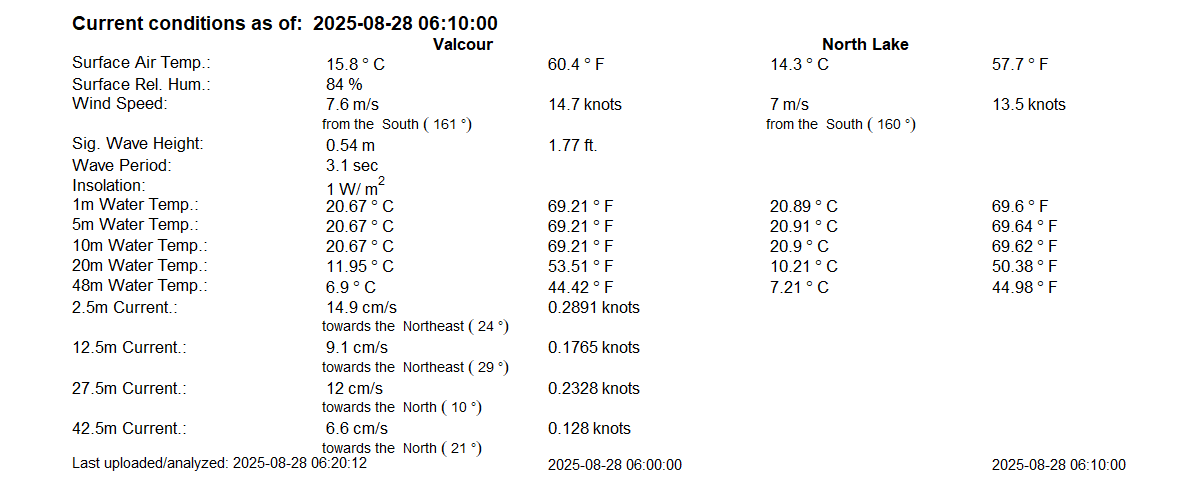 Current conditions as of:  2025-08-28 06:10:00
Valcour North Lake
Surface Air Temp.: 15.8 ° C 60.4 ° F 14.3 ° C 57.7 ° F
Surface Rel. Hum.: 84 %
Wind Speed: 7.6 m/s 14.7 knots 7 m/s 13.5 knots
from the South ( 161 °) from the South ( 160 °)
Sig. Wave Height: 0.54 m 1.77 ft.
Wave Period: 3.1 sec
Insolation: 1 W/ m²
1m Water Temp.: 20.67 ° C 69.21 ° F 20.89 ° C 69.6 ° F
5m Water Temp.: 20.67 ° C 69.21 ° F 20.91 ° C 69.64 ° F
10m Water Temp.: 20.67 ° C 69.21 ° F 20.9 ° C 69.62 ° F
20m Water Temp.: 11.95 ° C 53.51 ° F 10.21 ° C 50.38 ° F
48m Water Temp.: 6.9 ° C 44.42 ° F 7.21 ° C 44.98 ° F
2.5m Current.: 14.9 cm/s 0.2891 knots
towards the Northeast ( 24 °)
12.5m Current.: 9.1 cm/s 0.1765 knots
towards the Northeast ( 29 °)
27.5m Current.: 12 cm/s 0.2328 knots
towards the North ( 10 °)
42.5m Current.: 6.6 cm/s 0.128 knots
towards the North ( 21 °)
Last uploaded/analyzed: 2025-08-28 06:20:12 2025-08-28 06:00:00 2025-08-28 06:10:00